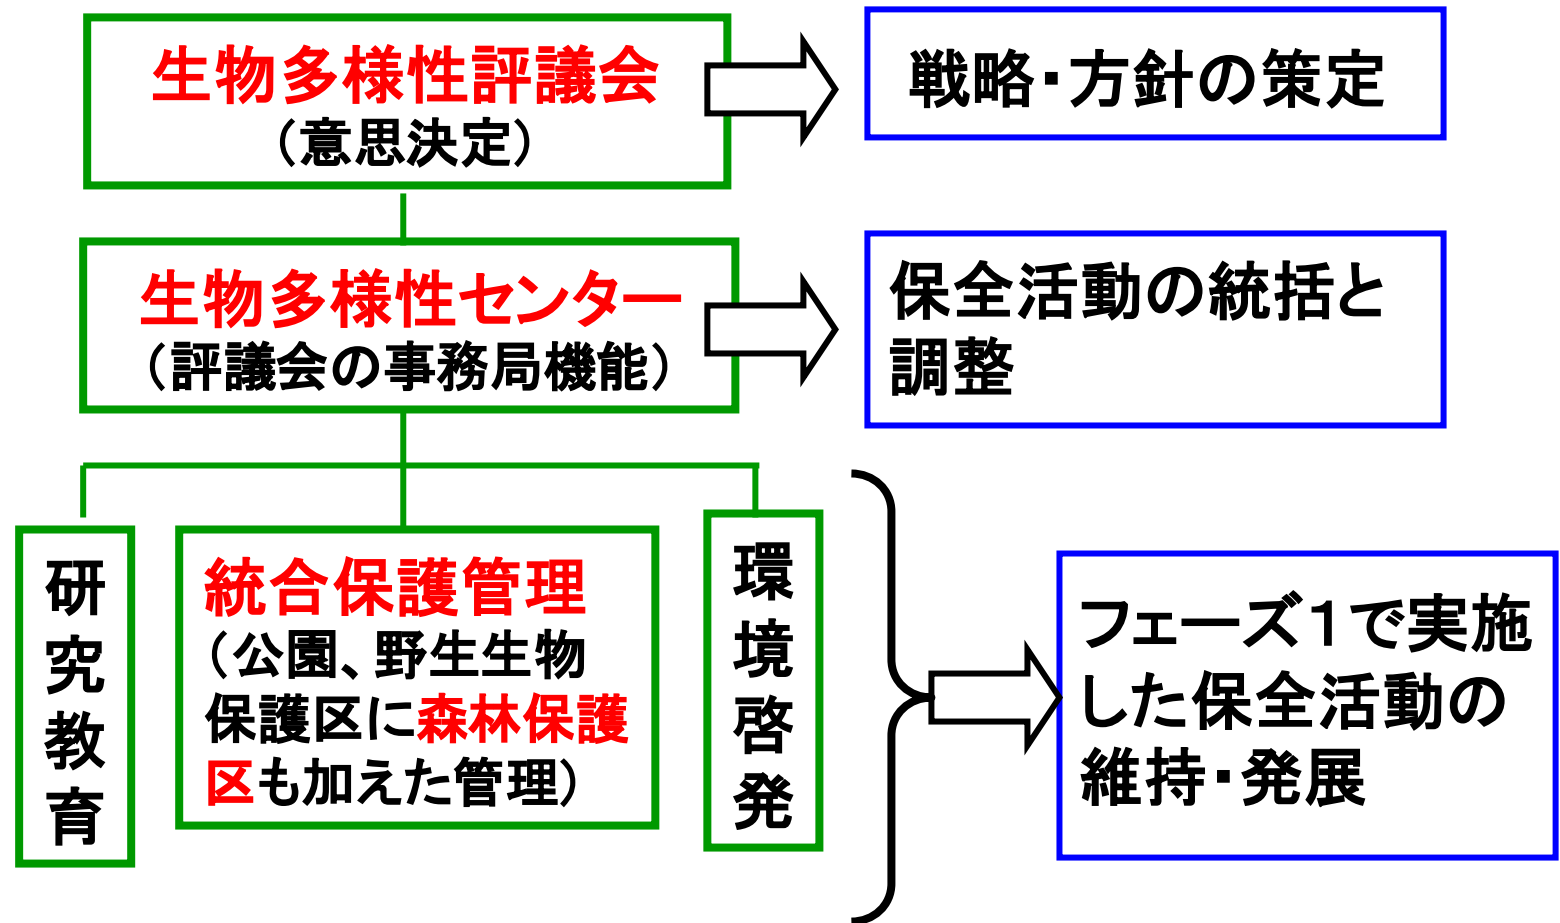 生物多様性評議会
（意思決定）
戦略・方針の策定
生物多様性センター
（評議会の事務局機能）
保全活動の統括と
調整
研究教育
統合保護管理
（公園、野生生物
保護区に森林保護
区も加えた管理）
環境啓発
フェーズ１で実施
した保全活動の
維持・発展